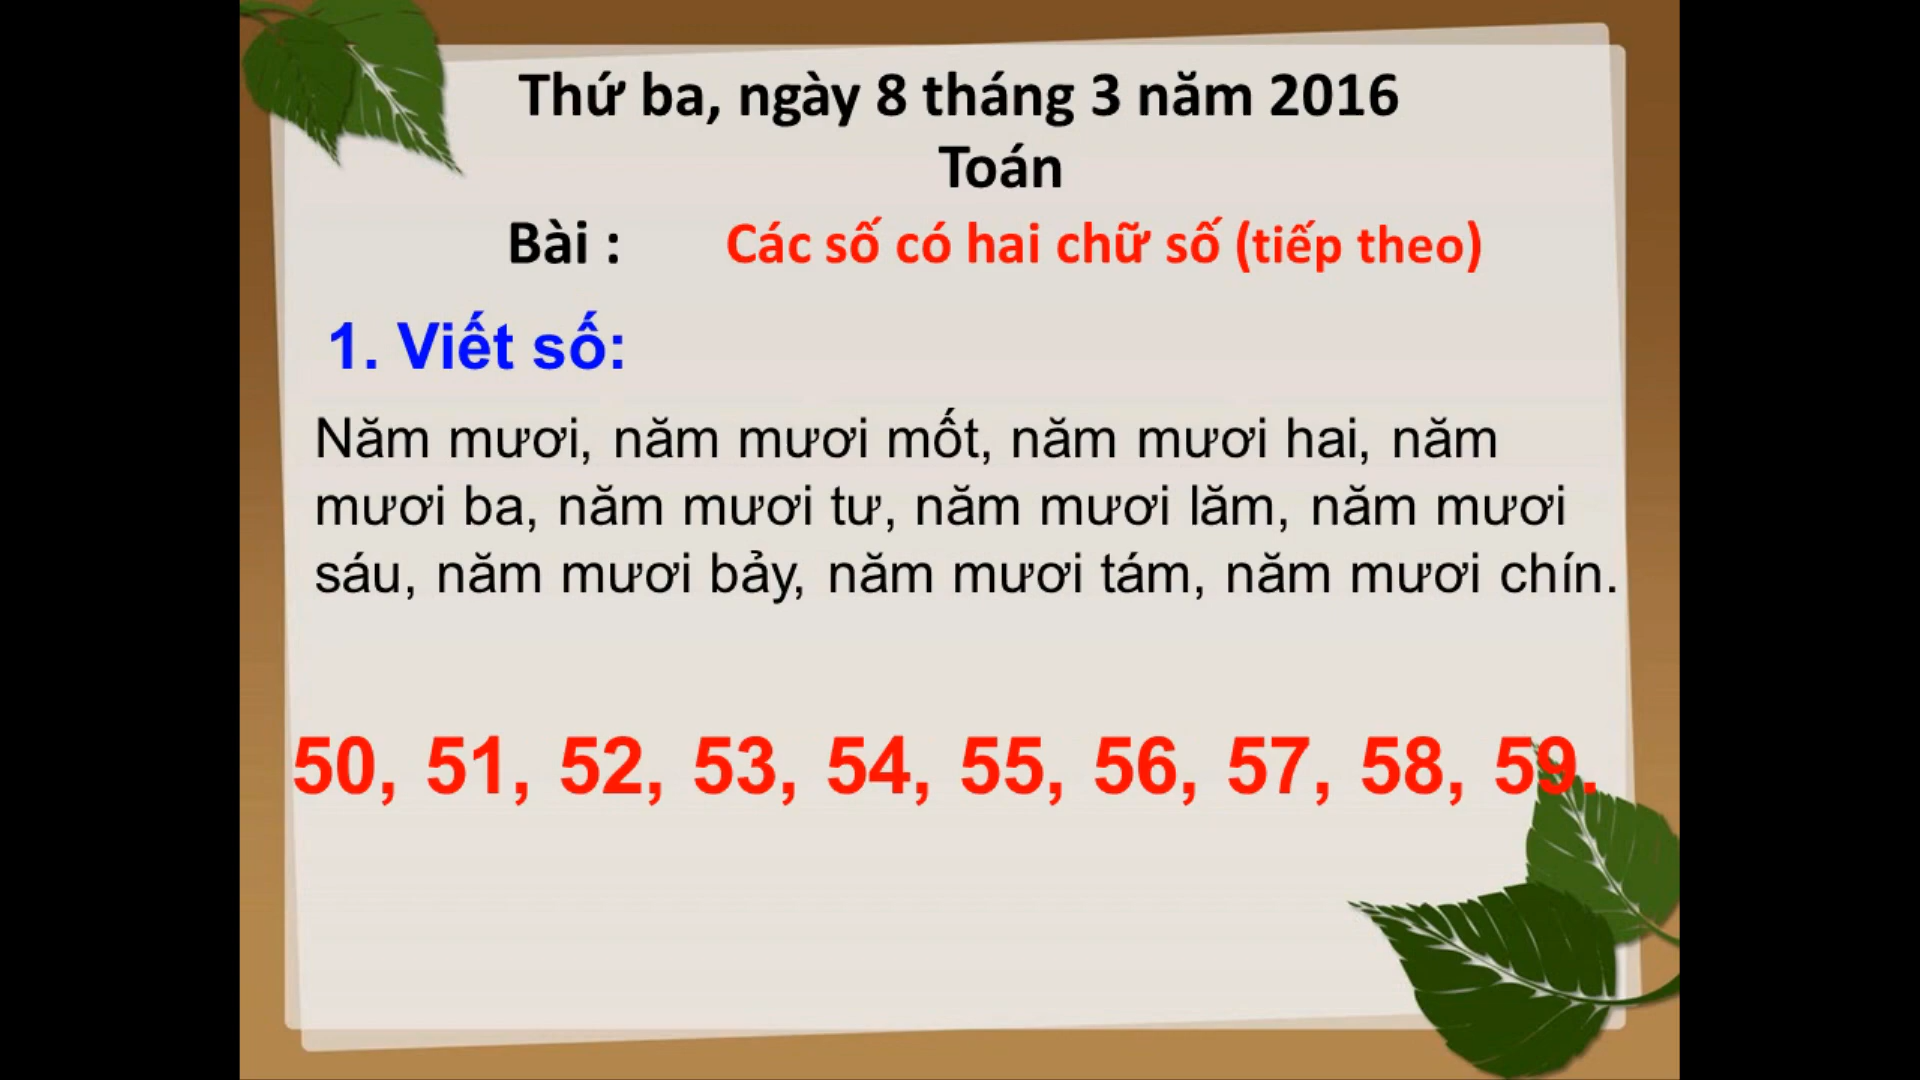 Thứ ba, ngày 8 tháng 3 năm 2016
Toán
Bài : Các số có hai chữ số (tiếp theo)
1. Viết số:
Năm mươi, năm mươi mốt, năm mươi hai, năm
mươi ba, năm mươi tư, năm mươi lăm, năm mươi
sáu, năm mươi bảy, năm mươi tám, năm mươi chín.
50, 51, 52, 53, 54, 55, 56, 57, 58, 59.